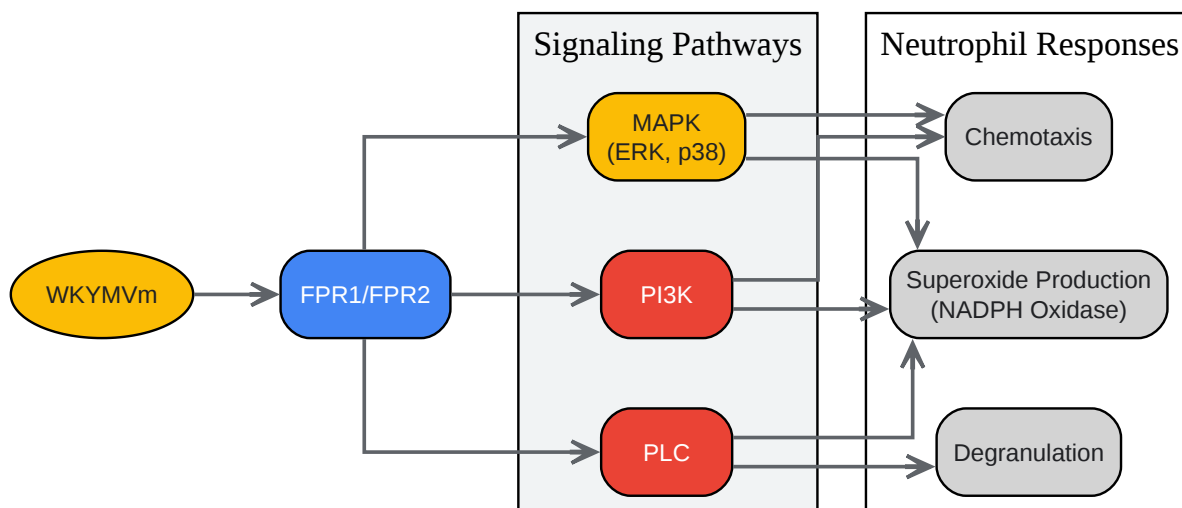 Signaling Pathways
Neutrophil Responses
MAPK
(ERK, p38)
Chemotaxis
WKYMVm
FPR1/FPR2
PI3K
Superoxide Production
(NADPH Oxidase)
PLC
Degranulation